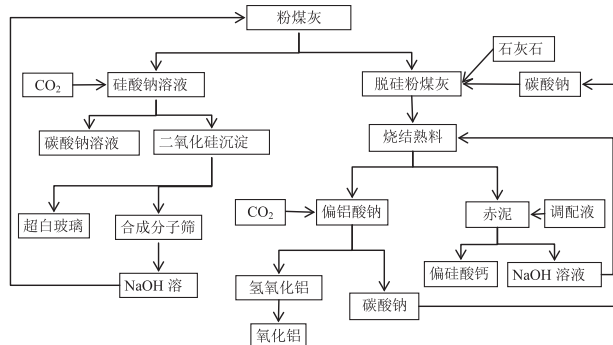 粉煤灰
石灰石
CO₂
硅酸钠溶液
脱硅粉煤灰
碳酸钠
碳酸钠溶液
二氧化硅沉淀
烧结熟料
超白玻璃
合成分子筛
CO₂
偏铝酸钠
赤泥
调配液
NaOH 溶
氢氧化铝
碳酸钠
偏硅酸钙
NaOH 溶液
氧化铝